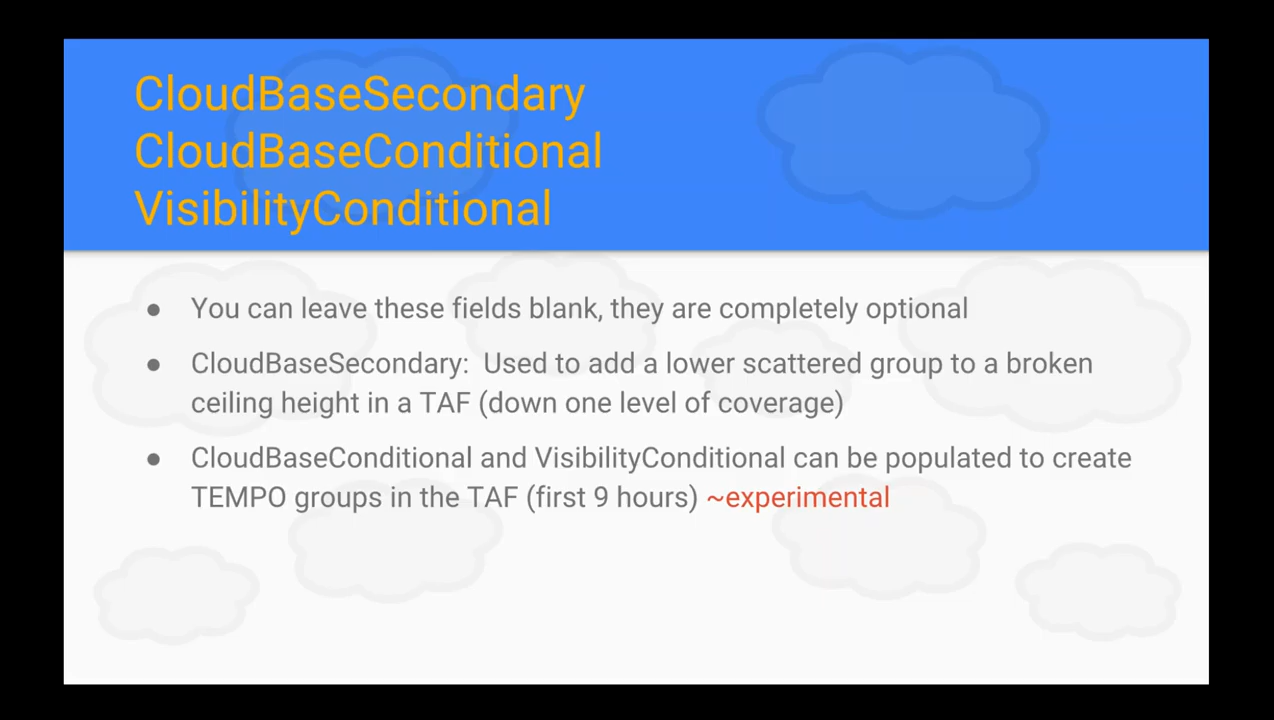 CloudBaseSecondary
CloudBaseConditional
VisibilityConditional
● You can leave these fields blank, they are completely optional
● CloudBaseSecondary: Used to add a lower scattered group to a broken
ceiling height in a TAF (down one level of coverage)
● CloudBaseConditional and VisibilityConditional can be populated to create
TEMPO groups in the TAF (first 9 hours) ~experimental